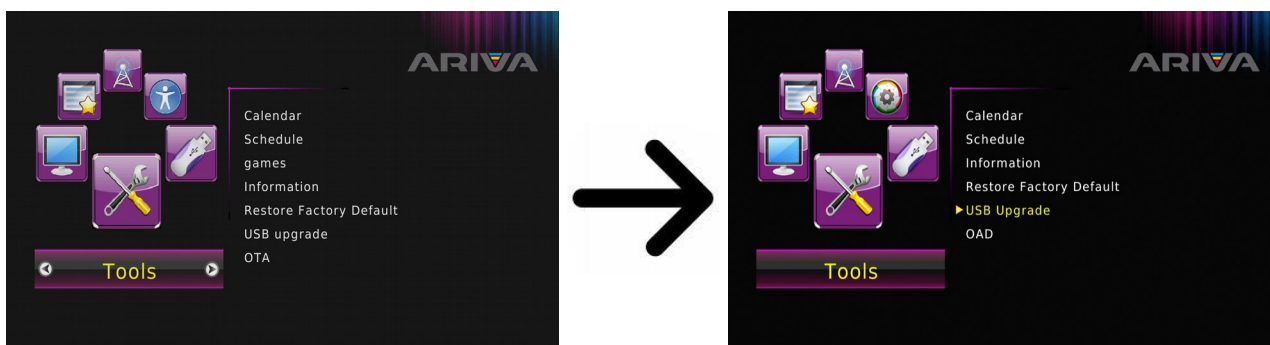 ARIVA
Calendar
Schedule
games
Information
Restore Factory Default
USB upgrade
OTA
Tools
ARIVA
Calendar
Schedule
Information
Restore Factory Default
USB Upgrade
OAD
Tools